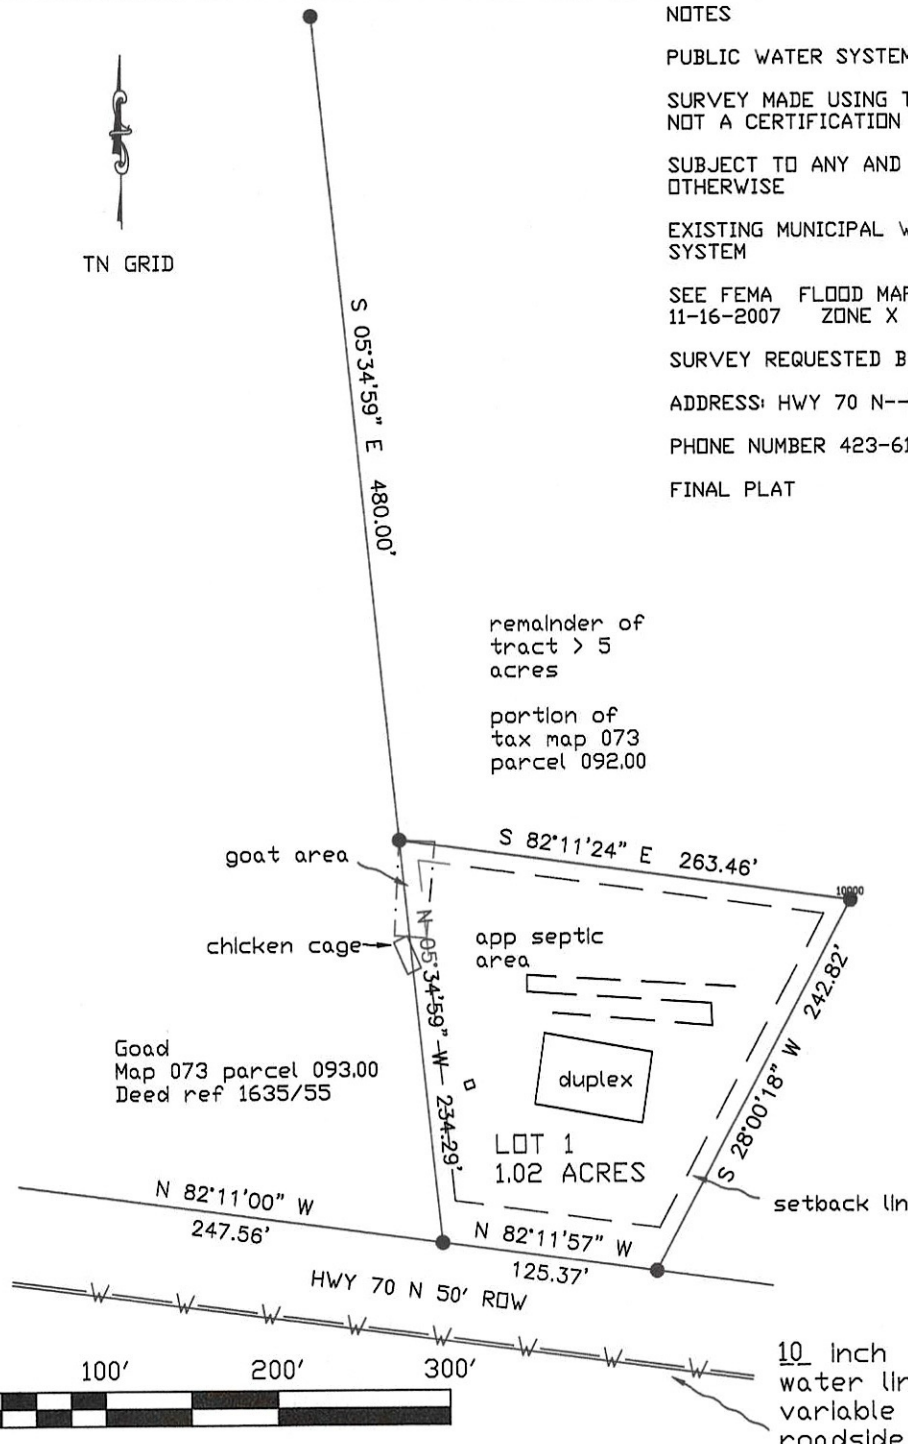 NOTES
PUBLIC WATER SYSTEM
SURVEY MADE USING T
NOT A CERTIFICATION
SUBJECT TO ANY AND
OTHERWISE
EXISTING MUNICIPAL W
SYSTEM
SEE FEMA FLOOD MAP
11-16-2007 ZONE X
SURVEY REQUESTED B
ADDRESS: HWY 70 N--
PHONE NUMBER 423-61
FINAL PLAT
TN GRID
S 05°34'59" E 480.00'
remainder of
tract > 5
acres
portion of
tax map 073
parcel 092.00
S 82°11'24" E 263.46'
10000
goat area
chicken cage
N 05°34'59" W 234.29'
app septic
area
S 28°00'18" W 242.82'
duplex
Goad
Map 073 parcel 093.00
Deed ref 1635/55
LOT 1
1.02 ACRES
setback lin
N 82°11'00" W
247.56'
N 82°11'57" W
125.37'
HWY 70 N 50' ROW
W W W W W W W W
10 inch
water lin
variable
roadside
100' 200' 300'